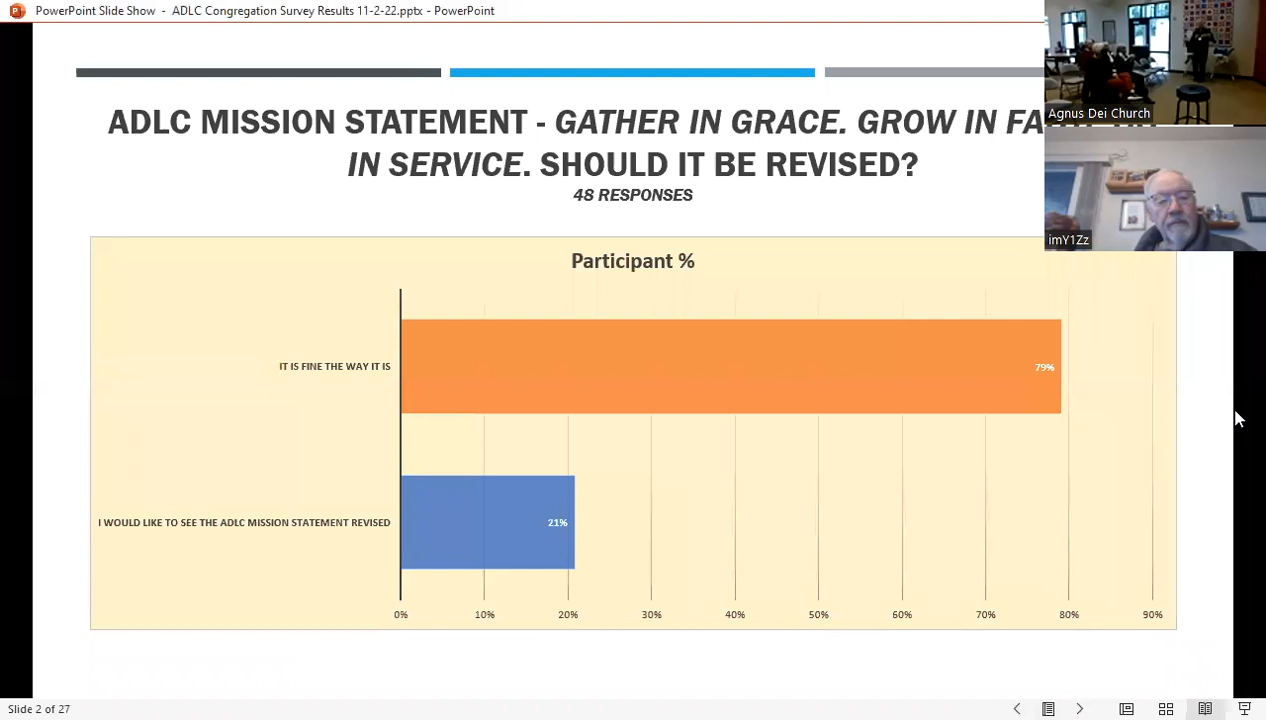 PowerPoint Slide Show - ADLC Congregation Survey Results 11-2-22.pptx - PowerPoint
Agnus Dei Church
ADLC MISSION STATEMENT - GATHER IN GRACE. GROW IN
IN SERVICE. SHOULD IT BE REVISED?
48 RESPONSES
imY1Zz
Participant %
IT IS FINE THE WAY IT IS
79%
I WOULD LIKE TO SEE THE ADLC MISSION STATEMENT REVISED
21%
0% 10% 20% 30% 40% 50% 60% 70% 80% 90%
Slide 2 of 27